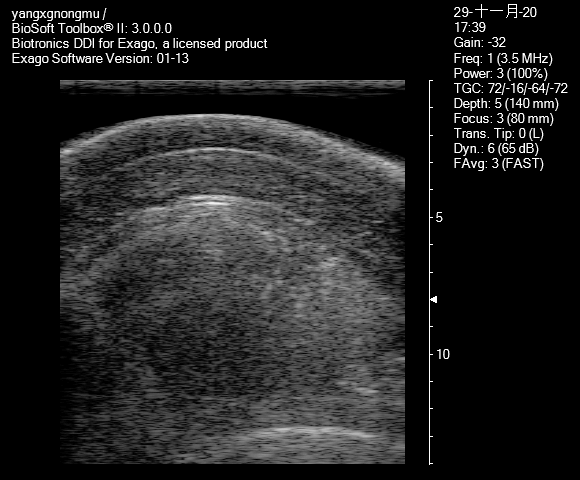 yangxgnongmu /
BioSoft Toolbox® II: 3.0.0.0
Biotronics DDI for Exago, a licensed product
Exago Software Version: 01-13
29-十一月-20
17:39
Gain: -32
Freq: 1 (3.5 MHz)
Power: 3 (100%)
TGC: 72/-16/-64/-72
Depth: 5 (140 mm)
Focus: 3 (80 mm)
Trans. Tip: 0 (L)
Dyn.: 6 (65 dB)
FAvg: 3 (FAST)
5
10